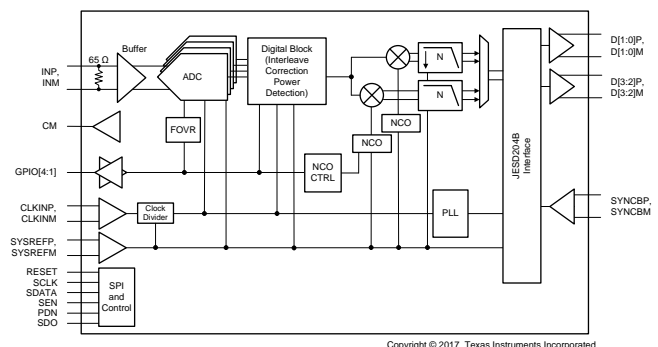 65 Ω
Buffer
INP,
INM
ADC
Digital Block
(Interleave
Correction
Power
Detection)
N
N
D[1:0]P,
D[1:0]M
D[3:2]P,
D[3:2]M
CM
FOVR
NCO
NCO
JESD204B
Interface
GPIO[4:1]
NCO
CTRL
CLKINP,
CLKINM
Clock
Divider
PLL
SYNCBP,
SYNCBM
SYSREFP,
SYSREFM
RESET
SCLK
SDATA
SEN
PDN
SDO
SPI
and
Control
Copyright © 2017, Texas Instruments Incorporated